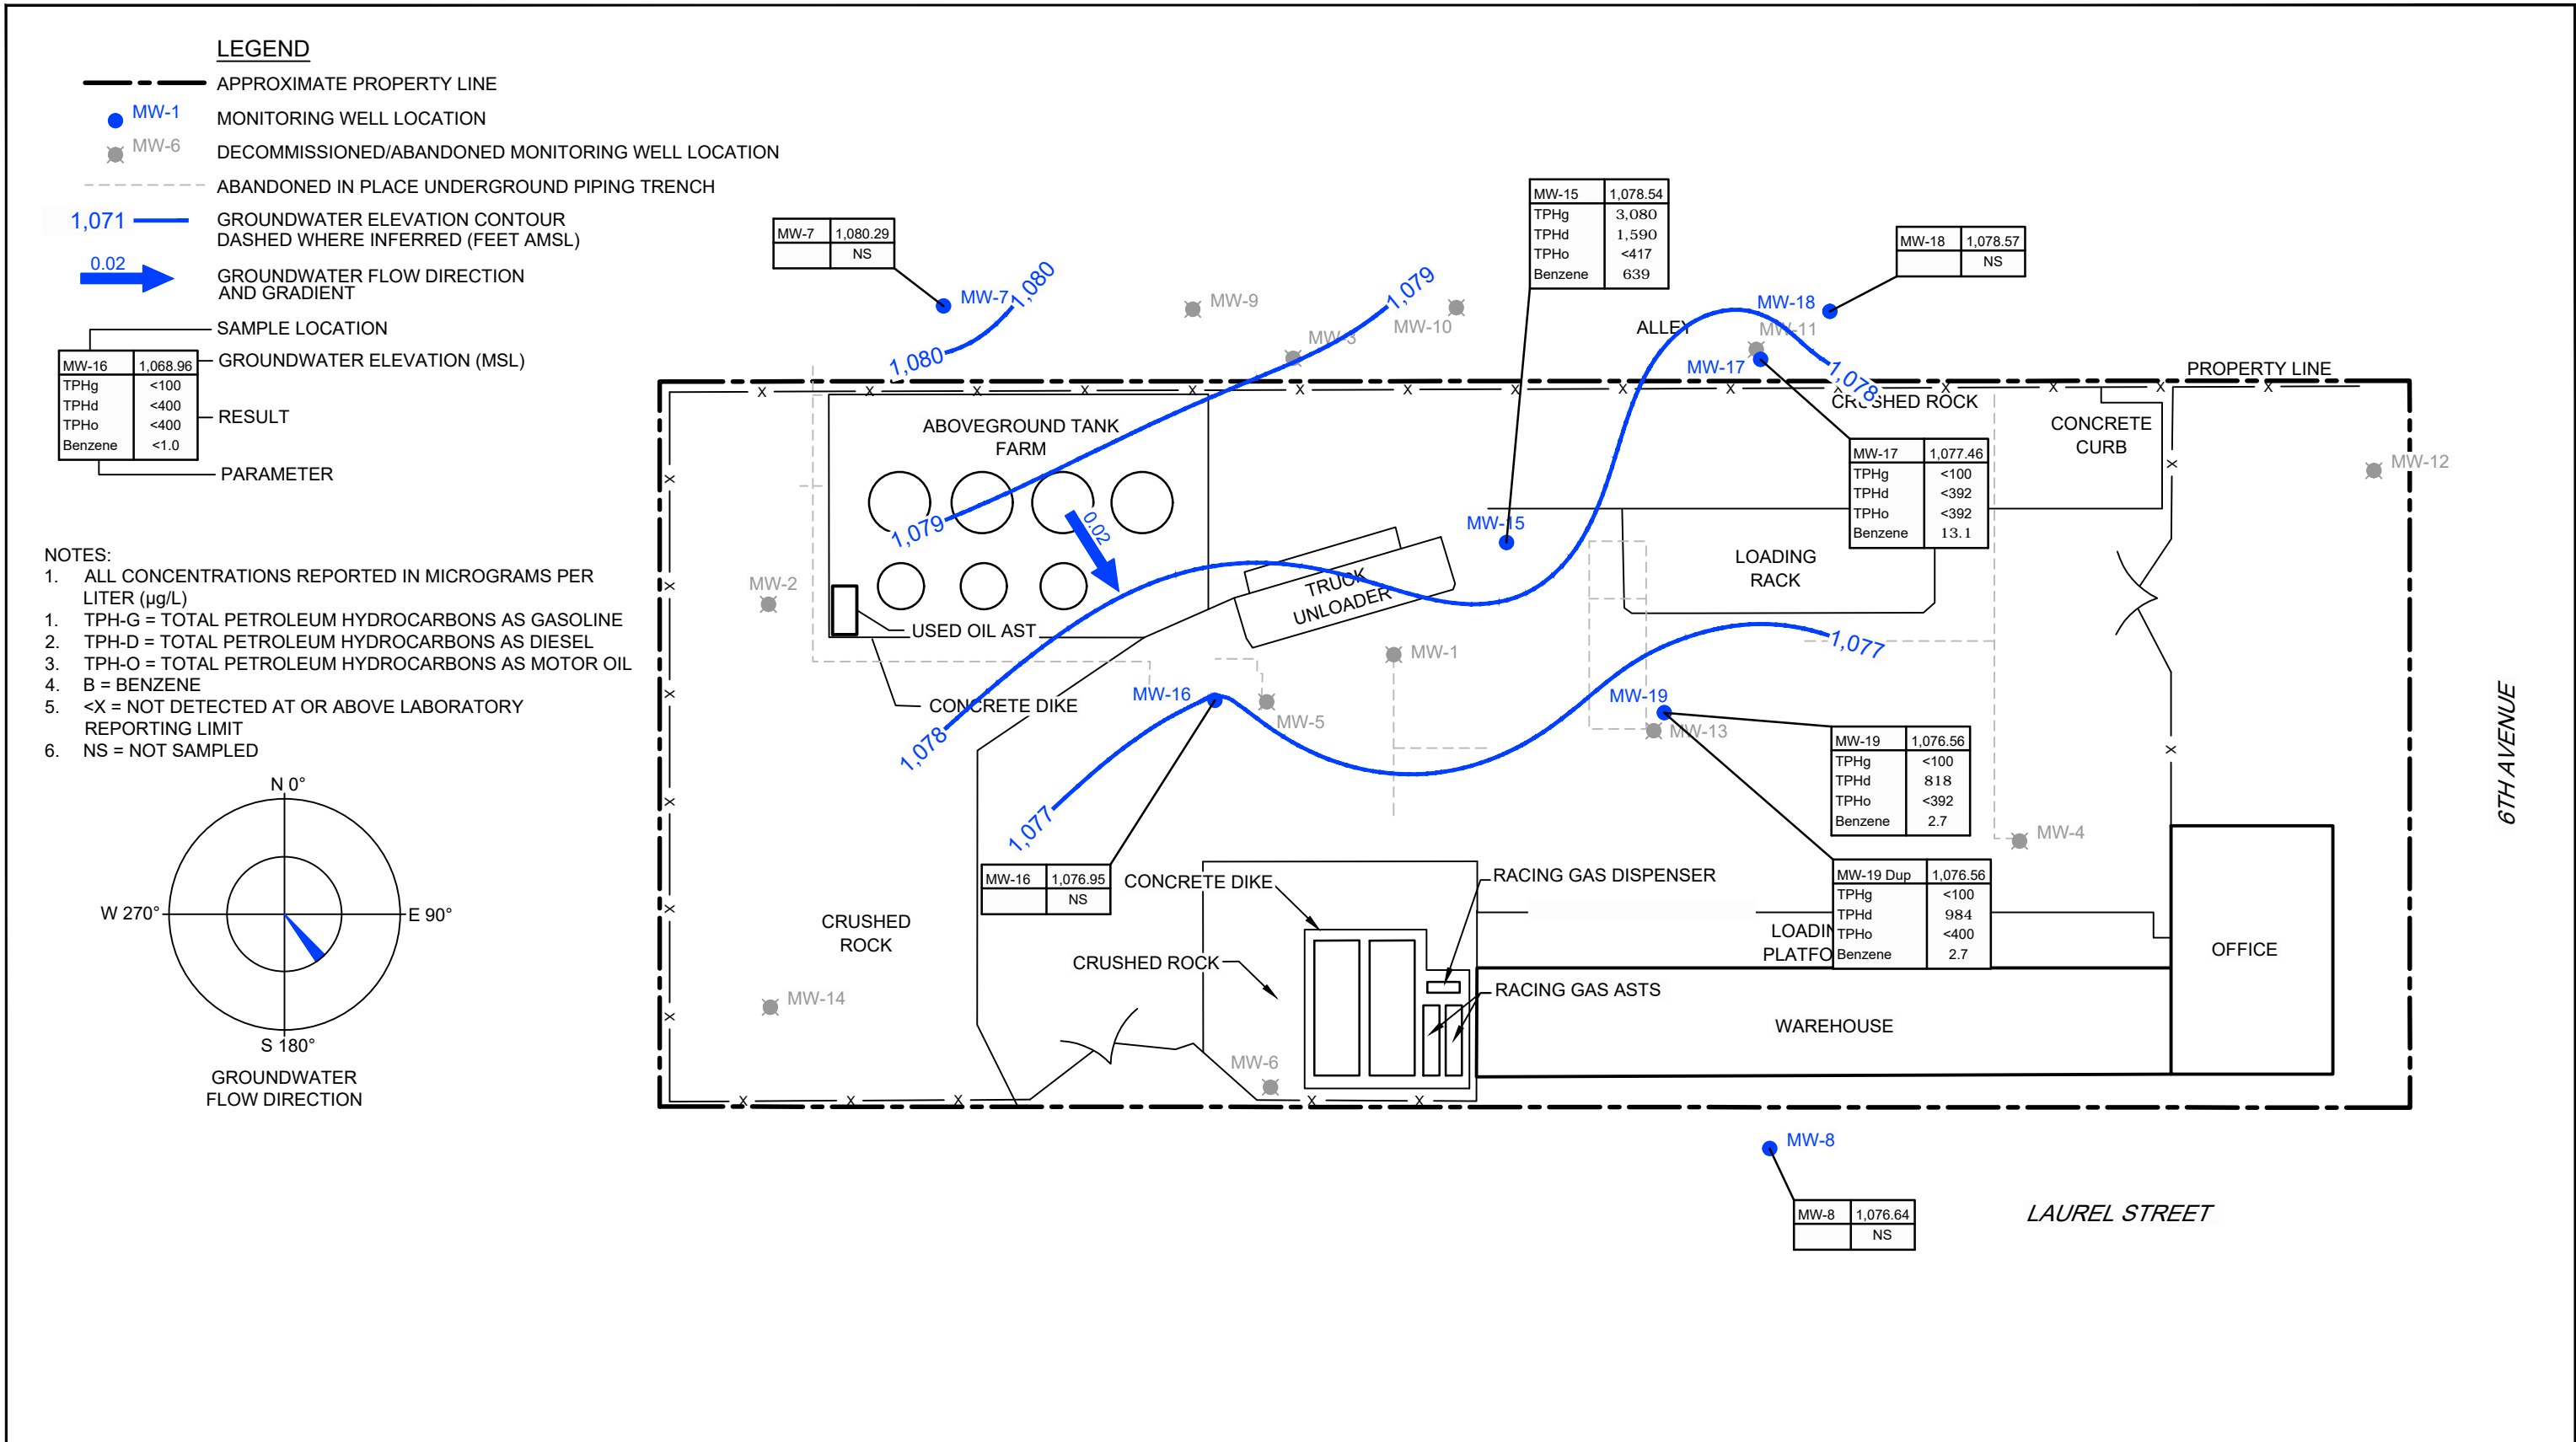 LEGEND
APPROXIMATE PROPERTY LINE
MW-1
MONITORING WELL LOCATION
MW-6
DECOMMISSIONED/ABANDONED MONITORING WELL LOCATION
ABANDONED IN PLACE UNDERGROUND PIPING TRENCH
1,071
GROUNDWATER ELEVATION CONTOUR
DASHED WHERE INFERRED (FEET AMSL)
0.02
GROUNDWATER FLOW DIRECTION
AND GRADIENT
SAMPLE LOCATION
GROUNDWATER ELEVATION (MSL)
MW-16 1,068.96
TPHg <100
TPHd <400
TPHo <400
Benzene <1.0
RESULT
PARAMETER
NOTES:
1. ALL CONCENTRATIONS REPORTED IN MICROGRAMS PER
LITER (µg/L)
1. TPH-G = TOTAL PETROLEUM HYDROCARBONS AS GASOLINE
2. TPH-D = TOTAL PETROLEUM HYDROCARBONS AS DIESEL
3. TPH-O = TOTAL PETROLEUM HYDROCARBONS AS MOTOR OIL
4. B = BENZENE
5. <X = NOT DETECTED AT OR ABOVE LABORATORY
REPORTING LIMIT
6. NS = NOT SAMPLED
N 0°
W 270°
E 90°
S 180°
GROUNDWATER
FLOW DIRECTION
MW-7 1,080.29
NS
MW-7
1,080
1,080
MW-9
MW-3
1,079
MW-10
MW-15 1,078.54
TPHg 3,080
TPHd 1,590
TPHo <417
Benzene 639
ALLEY
MW-18 1,078.57
NS
MW-18
MW-11
MW-17
1,078
PROPERTY LINE
CRUSHED ROCK
CONCRETE
CURB
MW-12
MW-17 1,077.46
TPHg <100
TPHd <392
TPHo <392
Benzene 13.1
ABOVEGROUND TANK
FARM
1,079
0.02
MW-15
LOADING
RACK
MW-2
USED OIL AST
TRUCK
UNLOADER
CONCRETE DIKE
1,078
MW-1
MW-16
MW-5
1,077
MW-19
MW-13
1,077
MW-19 1,076.56
TPHg <100
TPHd 818
TPHo <392
Benzene 2.7
MW-4
6TH AVENUE
MW-16 1,076.95
NS
CONCRETE DIKE
RACING GAS DISPENSER
MW-19 Dup 1,076.56
TPHg <100
TPHd 984
TPHo <400
Benzene 2.7
CRUSHED
ROCK
LOADIN
PLATFO
OFFICE
CRUSHED ROCK
RACING GAS ASTS
MW-14
WAREHOUSE
MW-6
MW-8
MW-8 1,076.64
NS
LAUREL STREET